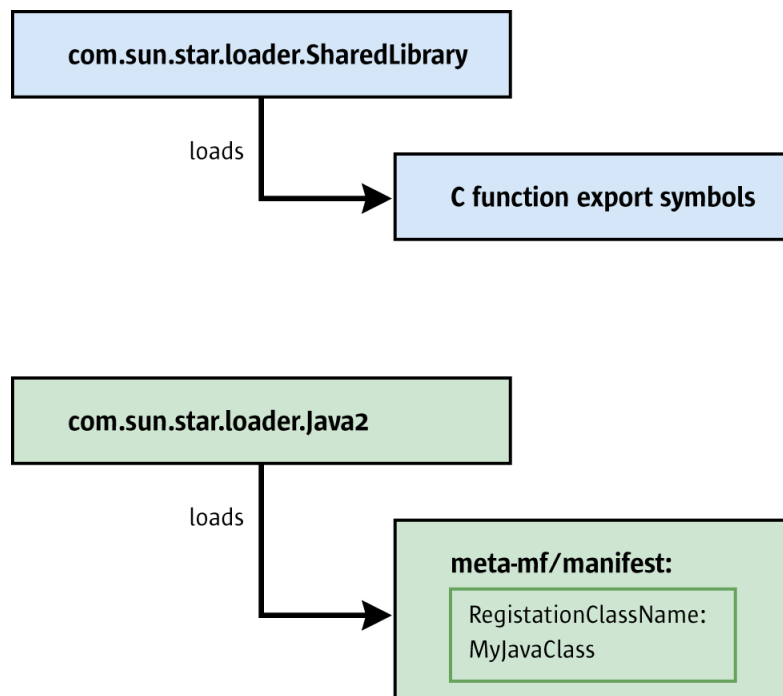 com.sun.star.loader.SharedLibrary
loads
C function export symbols
com.sun.star.loader.Java2
loads
meta-mf/manifest:
RegistationClassName:
MyJavaClass